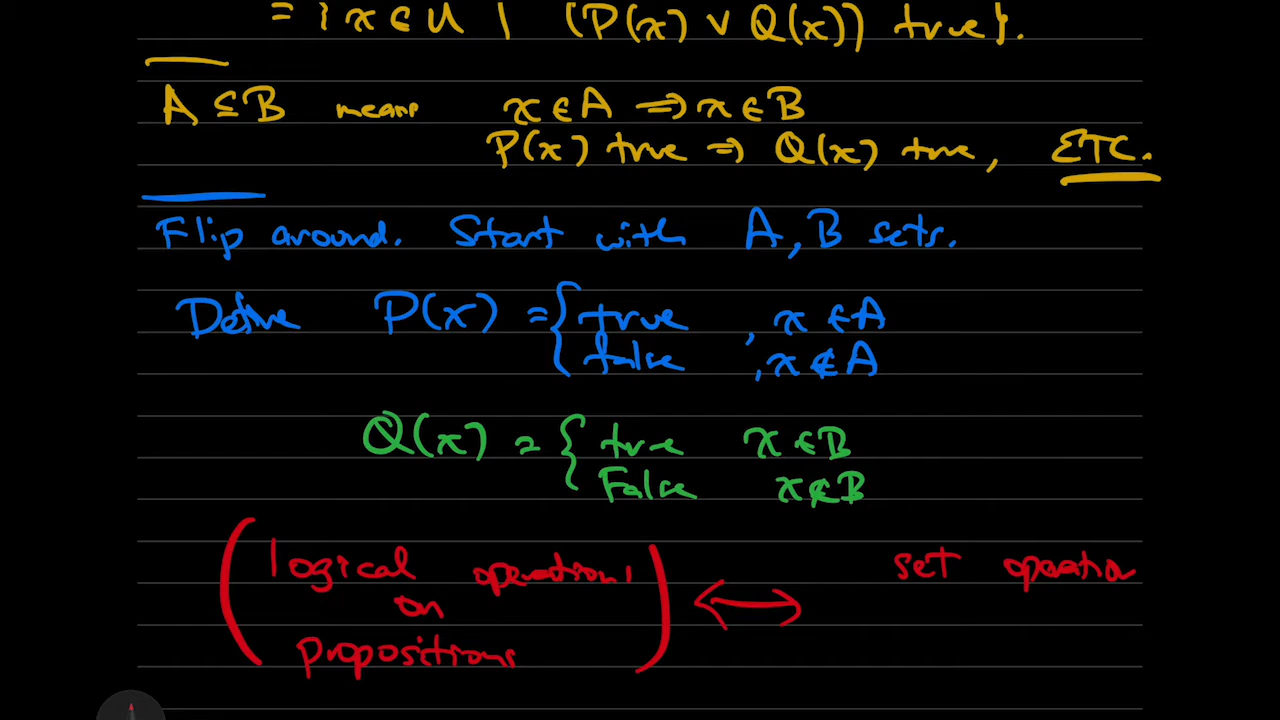 = {x ∈ U | (P(x) ∨ Q(x)) true}.
A ⊆ B means x ∈ A ⟹ x ∈ B
P(x) true ⟹ Q(x) true, ETC.
Flip around. Start with A, B sets.
Define P(x) = { true , x ∈ A
false , x ∉ A
Q(x) = { true x ∈ B
False x ∉ B
(logical operations) ⟷ set operation
on
propositions